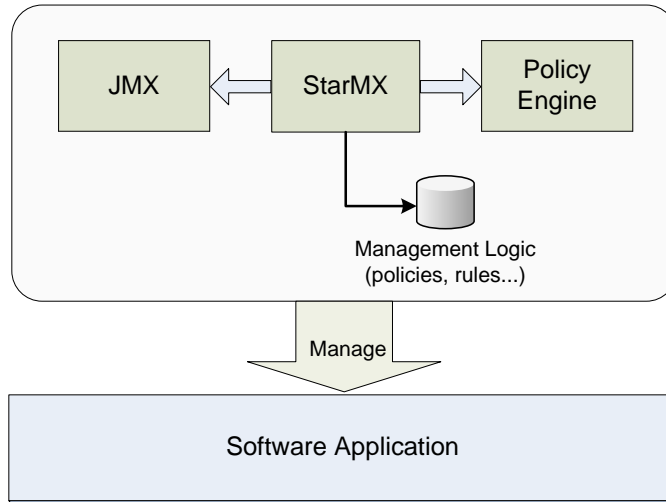 JMX
StarMX
Policy
Engine
Management Logic
(policies, rules...)
Manage
Software Application